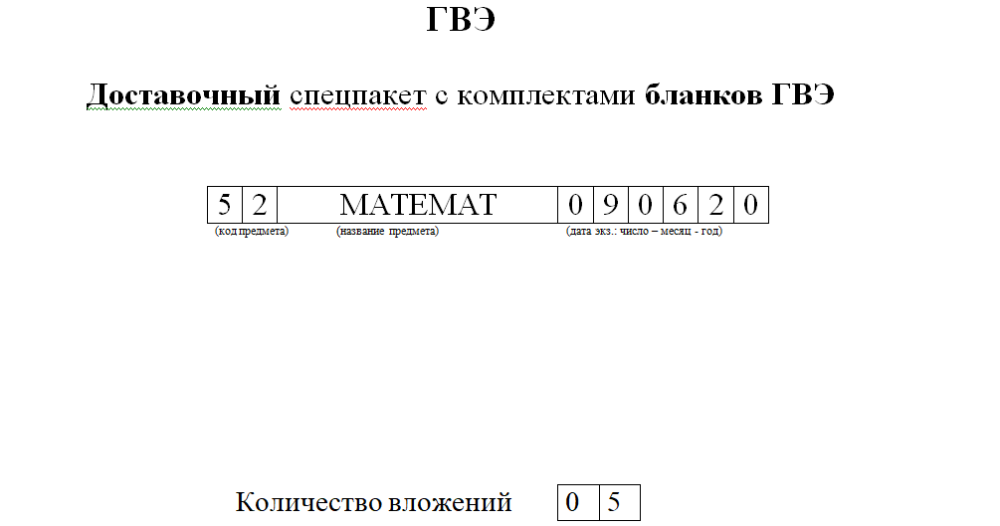 ГВЭ
Доставочный спецпакет с комплектами бланков ГВЭ
5 2 МАТЕМАТ 0 9 0 6 2 0
(код предмета) (название предмета) (дата экз.: число – месяц - год)
Количество вложений 0 5